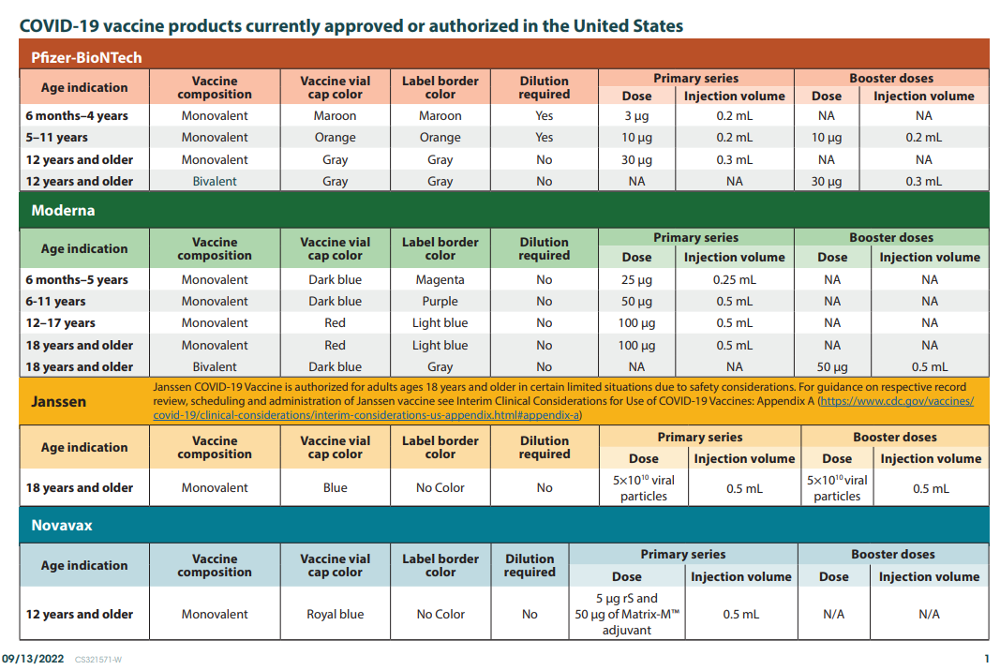 COVID-19 vaccine products currently approved or authorized in the United States
Pfizer-BioNTech
Age indication Vaccine composition Vaccine vial cap color Label border color Dilution required Primary series Booster doses
Dose Injection volume Dose Injection volume
6 months–4 years Monovalent Maroon Maroon Yes 3 µg 0.2 mL NA NA
5–11 years Monovalent Orange Orange Yes 10 µg 0.2 mL 10 µg 0.2 mL
12 years and older Monovalent Gray Gray No 30 µg 0.3 mL NA NA
12 years and older Bivalent Gray Gray No NA NA 30 µg 0.3 mL
Moderna
Age indication Vaccine composition Vaccine vial cap color Label border color Dilution required Primary series Booster doses
Dose Injection volume Dose Injection volume
6 months–5 years Monovalent Dark blue Magenta No 25 µg 0.25 mL NA NA
6-11 years Monovalent Dark blue Purple No 50 µg 0.5 mL NA NA
12–17 years Monovalent Red Light blue No 100 µg 0.5 mL NA NA
18 years and older Monovalent Red Light blue No 100 µg 0.5 mL NA NA
18 years and older Bivalent Dark blue Gray No NA NA 50 µg 0.5 mL
Janssen
Janssen COVID-19 Vaccine is authorized for adults ages 18 years and older in certain limited situations due to safety considerations. For guidance on respective record
review, scheduling and administration of Janssen vaccine see Interim Clinical Considerations for Use of COVID-19 Vaccines: Appendix A (https://www.cdc.gov/vaccines/
covid-19/clinical-considerations/interim-considerations-us-appendix.html#appendix-a)
Age indication Vaccine composition Vaccine vial cap color Label border color Dilution required Primary series Booster doses
Dose Injection volume Dose Injection volume
18 years and older Monovalent Blue No Color No 5×10¹⁰ viral particles 0.5 mL 5×10¹⁰ viral particles 0.5 mL
Novavax
Age indication Vaccine composition Vaccine vial cap color Label border color Dilution required Primary series Booster doses
Dose Injection volume Dose Injection volume
12 years and older Monovalent Royal blue No Color No 5 µg rS and 50 µg of Matrix-M™ adjuvant 0.5 mL N/A N/A
09/13/2022 CS321571-W 1